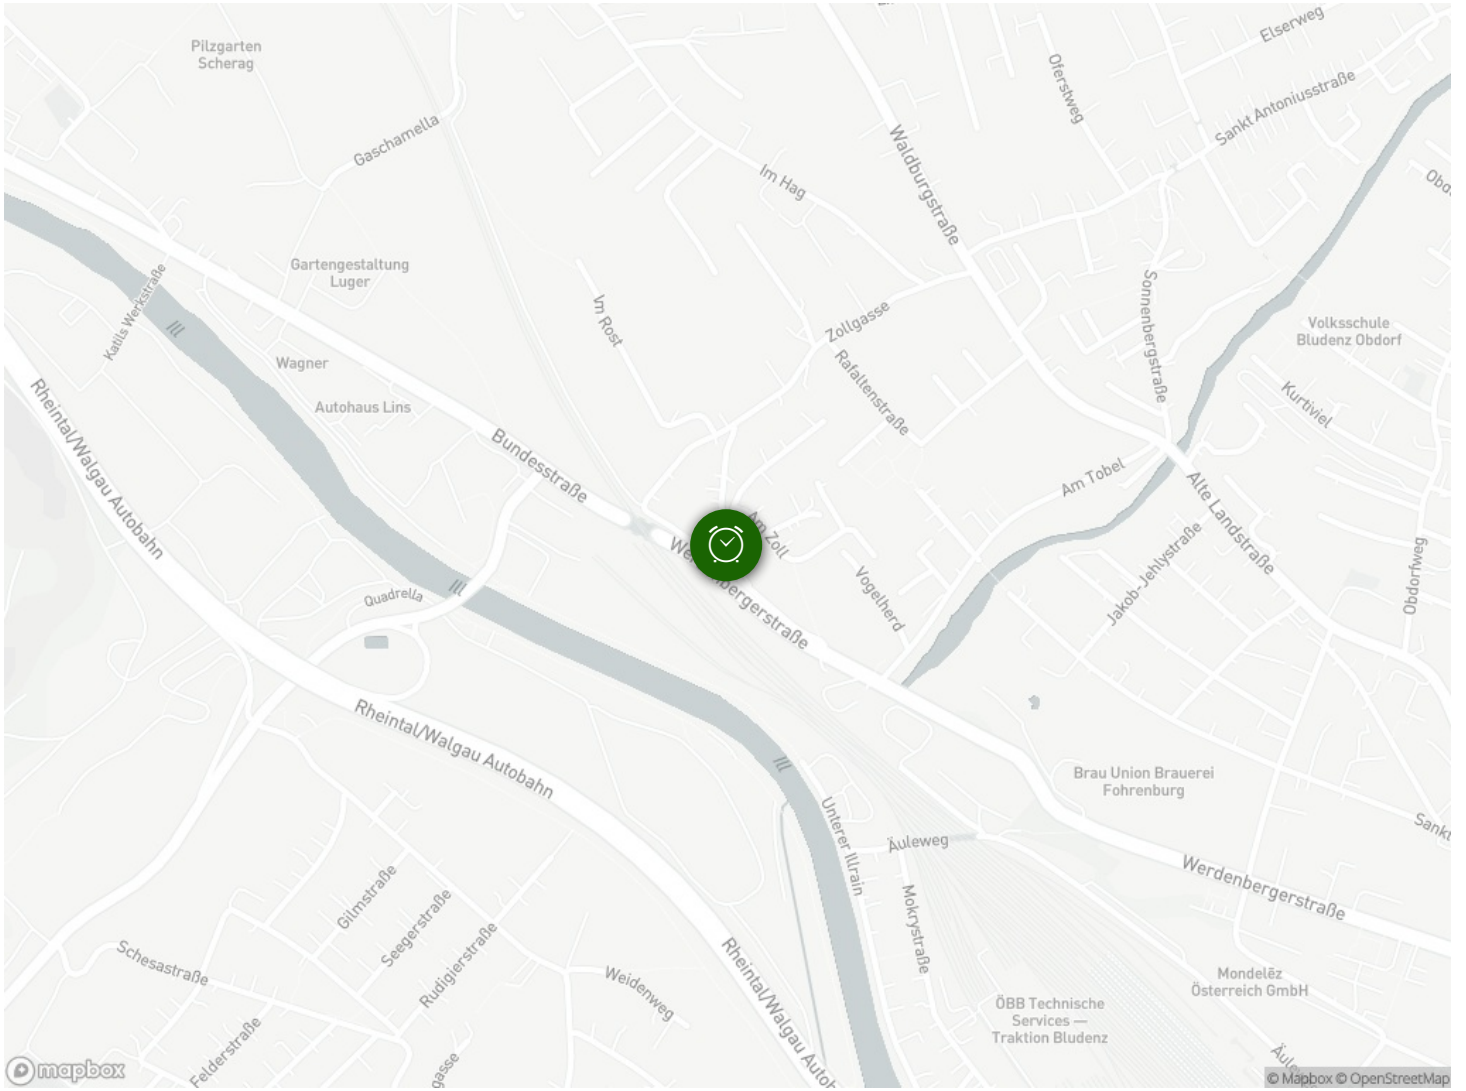 Pilzgarten
Scherag
Elserweg
Oferstweg
Sankt Antoniusstraße
Gaschamella
Waldburgstraße
Im Hag
Gartengestaltung
Luger
Katils Werkstraße
Ill
Im Rost
Zollgasse
Sonnenbergstraße
Volksschule
Bludenz Obdorf
Wagner
Rafaltenstraße
Kurtiviel
Autohaus Lins
Rheintal/Walgau Autobahn
Bundesstraße
Am Tobel
Alte Landstraße
Am Zoll
Jakob-Jehlystraße
Obdorfweg
Vogelherd
Quadrella
Ill
Rheintal/Walgau Autobahn
Ill
Brau Union Brauerei
Fohrenburg
Unterer Illrain
Äuleweg
Werdenbergerstraße
Mokrystraße
Gilmstraße
Seegerstraße
Rudigierstraße
Schesastraße
Weidenweg
Rheintal/Walgau
Mondelēz
Österreich GmbH
ÖBB Technische
Services —
Traktion Bludenz
Felderstraße
mapbox
© Mapbox © OpenStreetMap